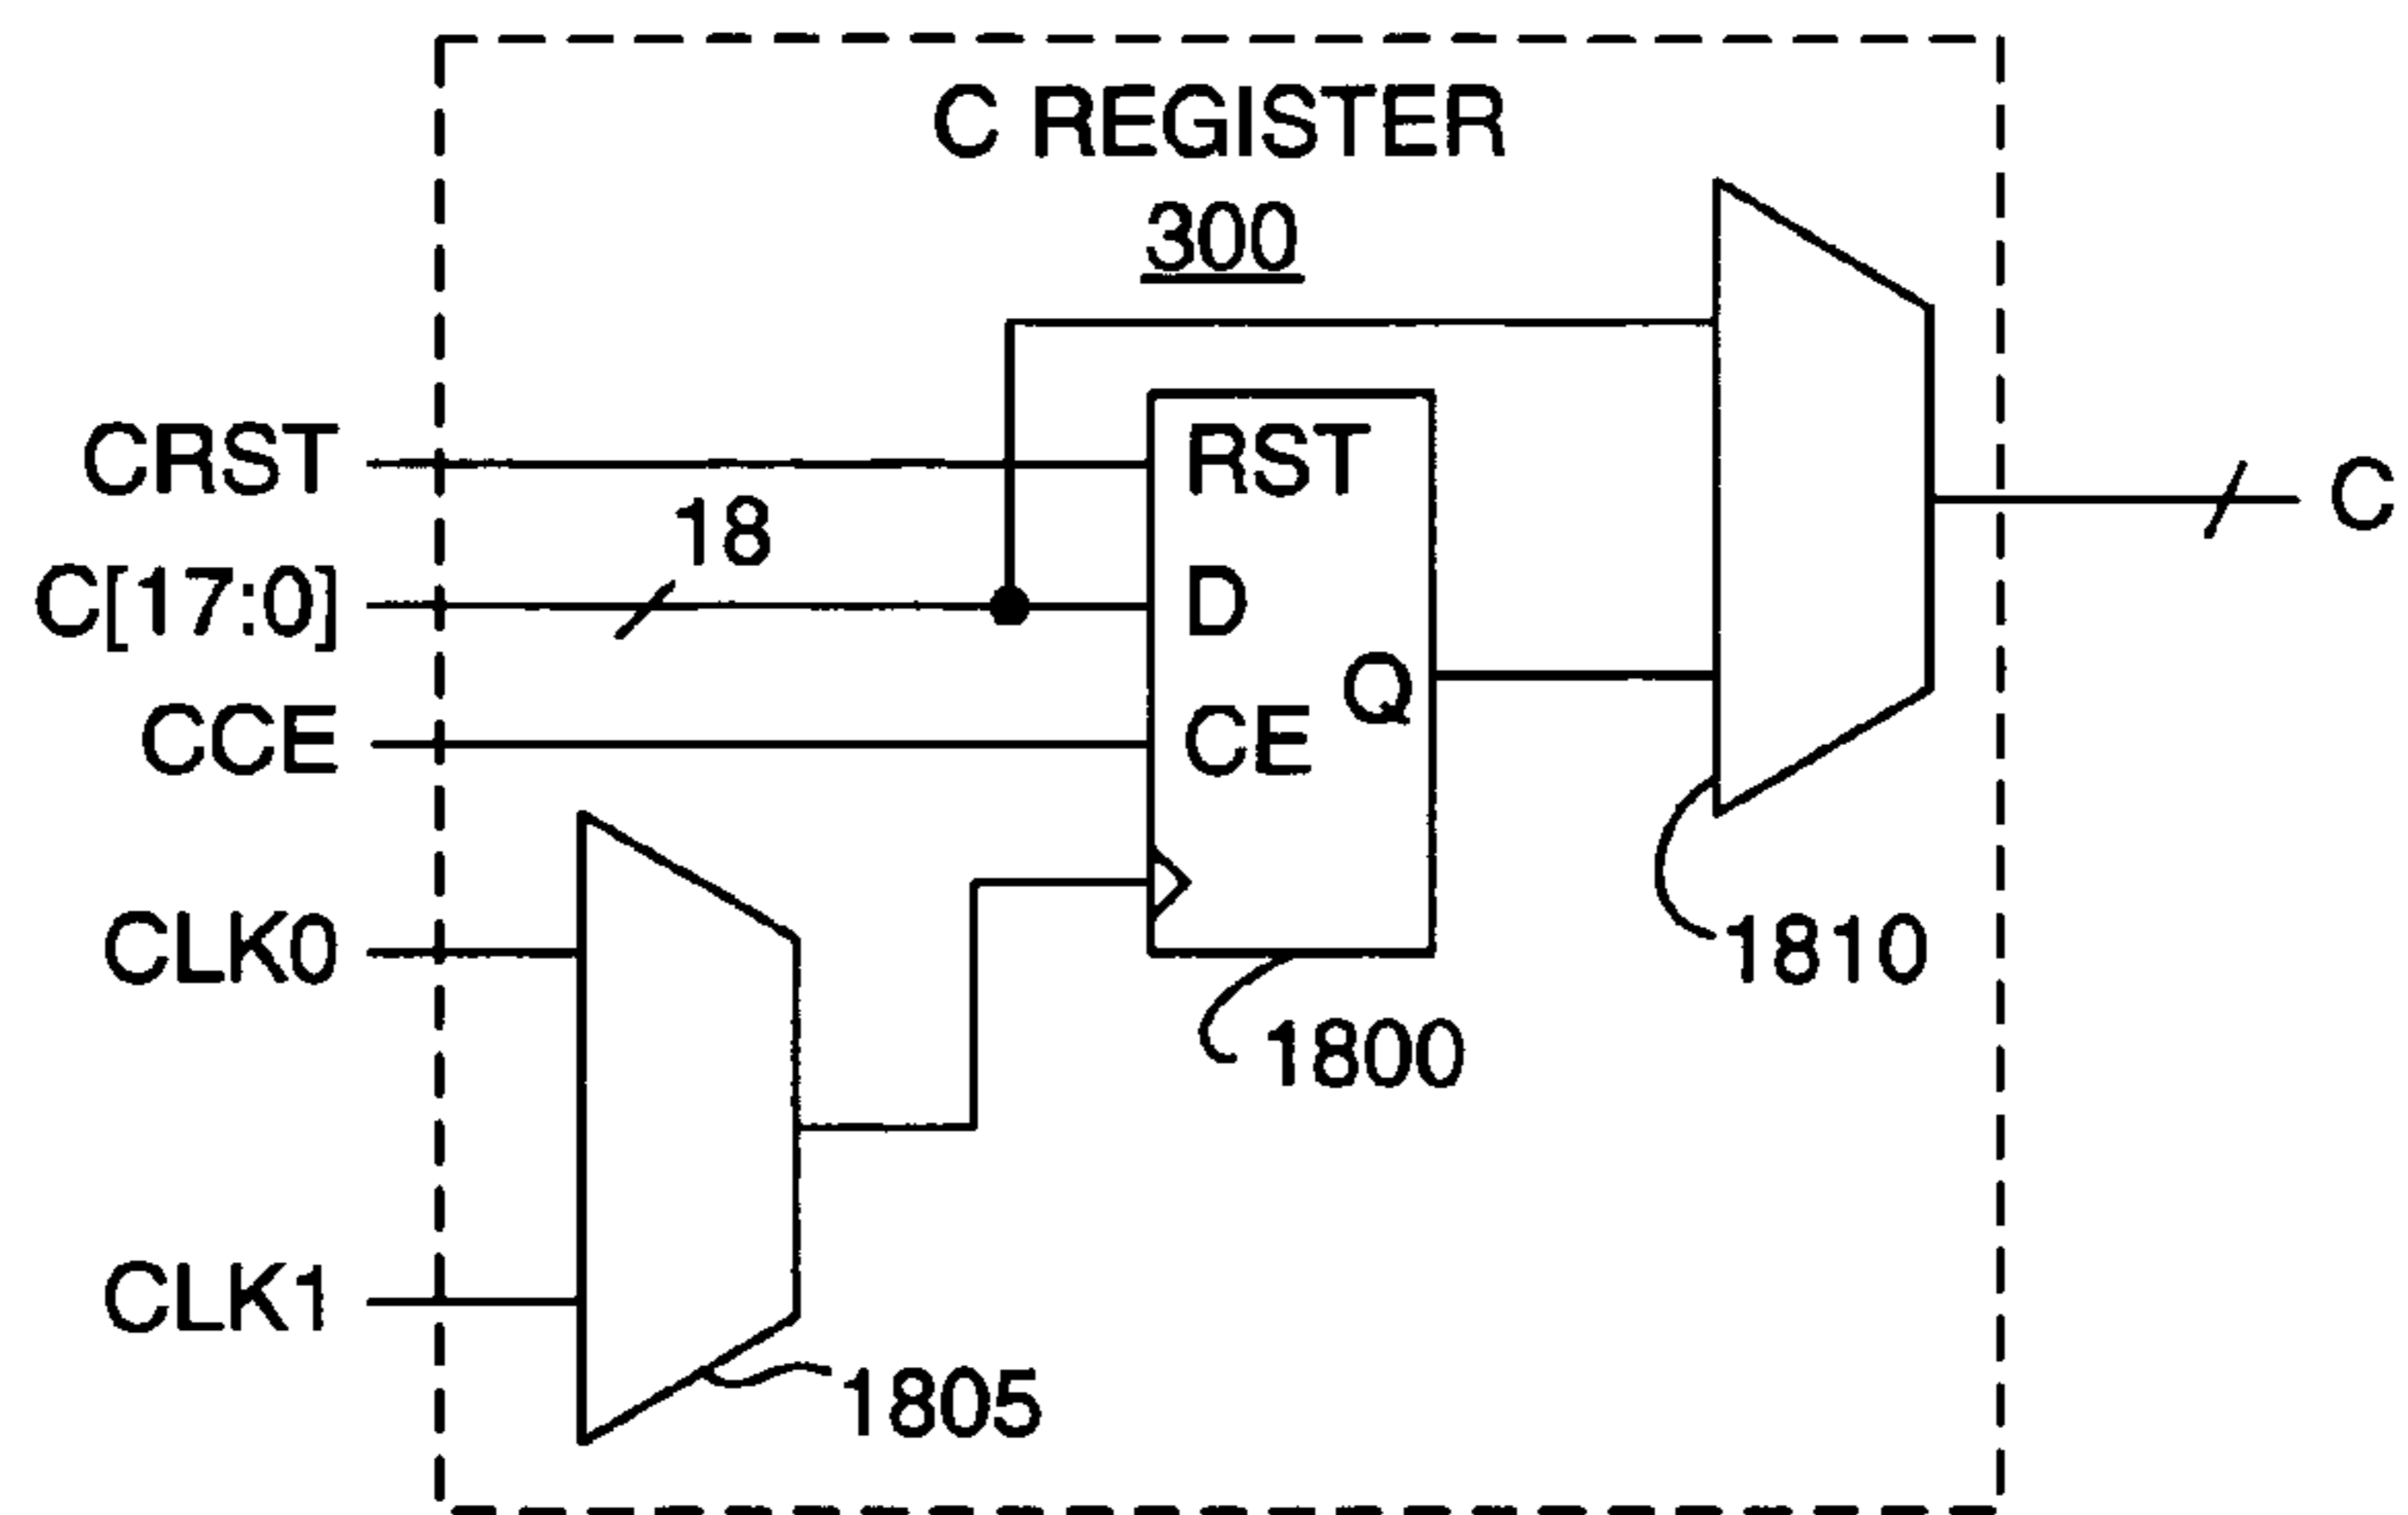 C REGISTER
300
CRST
RST
18
C
C[17:0]
D
Q
CCE
CE
CLK0
1810
1800
CLK1
1805